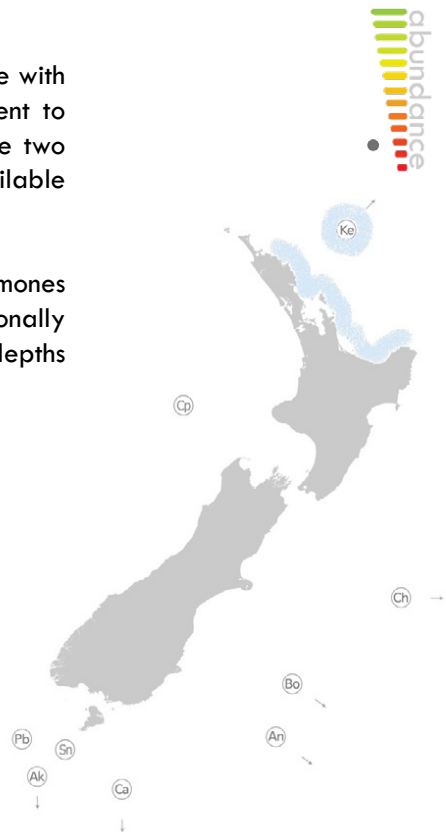 abundance
e with
ent to
e two
ilable
mones
onally
depths
Ke
Cp
Ch
Bo
An
Pb
Sn
Ak
Ca